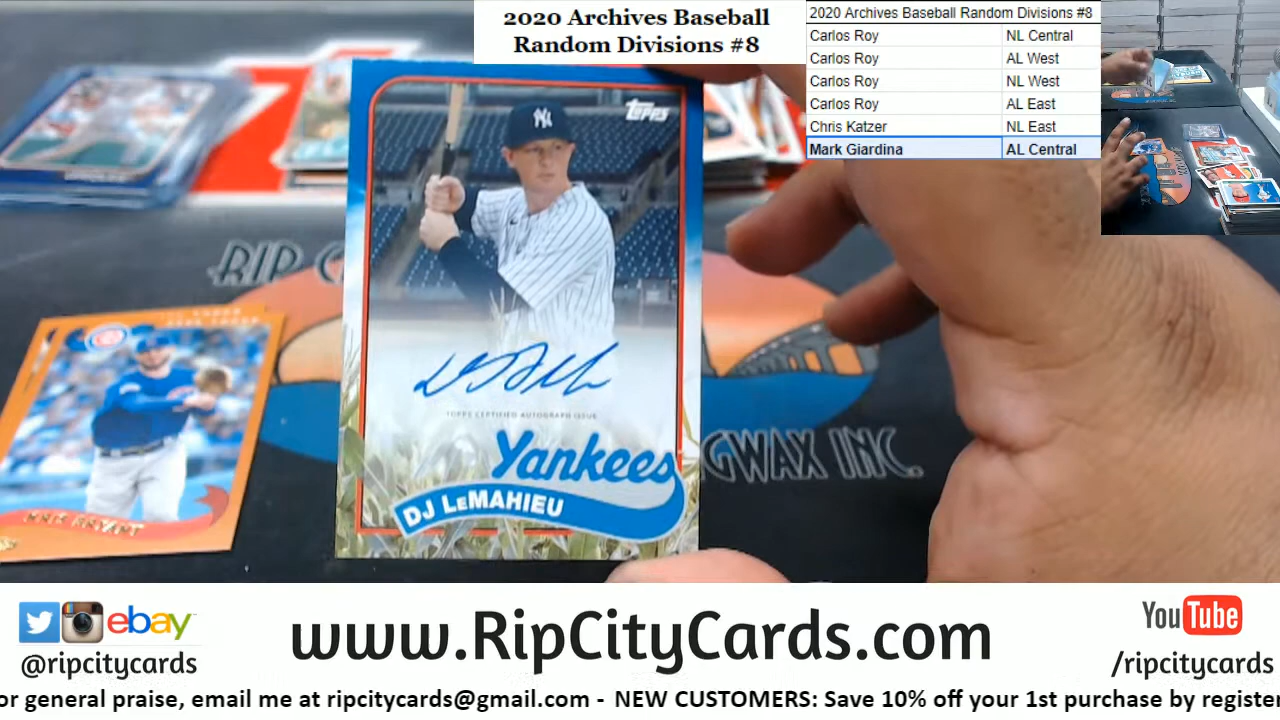 2020 Archives Baseball
Random Divisions #8
2020 Archives Baseball Random Divisions #8
Carlos Roy NL Central
Carlos Roy AL West
Carlos Roy NL West
Carlos Roy AL East
Chris Katzer NL East
Mark Giardina AL Central
Topps
NY
RIP C
GWAX INC.
TOPPS CERTIFIED AUTOGRAPH ISSUE
Yankees
DJ LeMAHIEU
KRIS BRYANT
ebay
@ripcitycards
www.RipCityCards.com
YouTube
/ripcitycards
or general praise, email me at ripcitycards@gmail.com - NEW CUSTOMERS: Save 10% off your 1st purchase by register